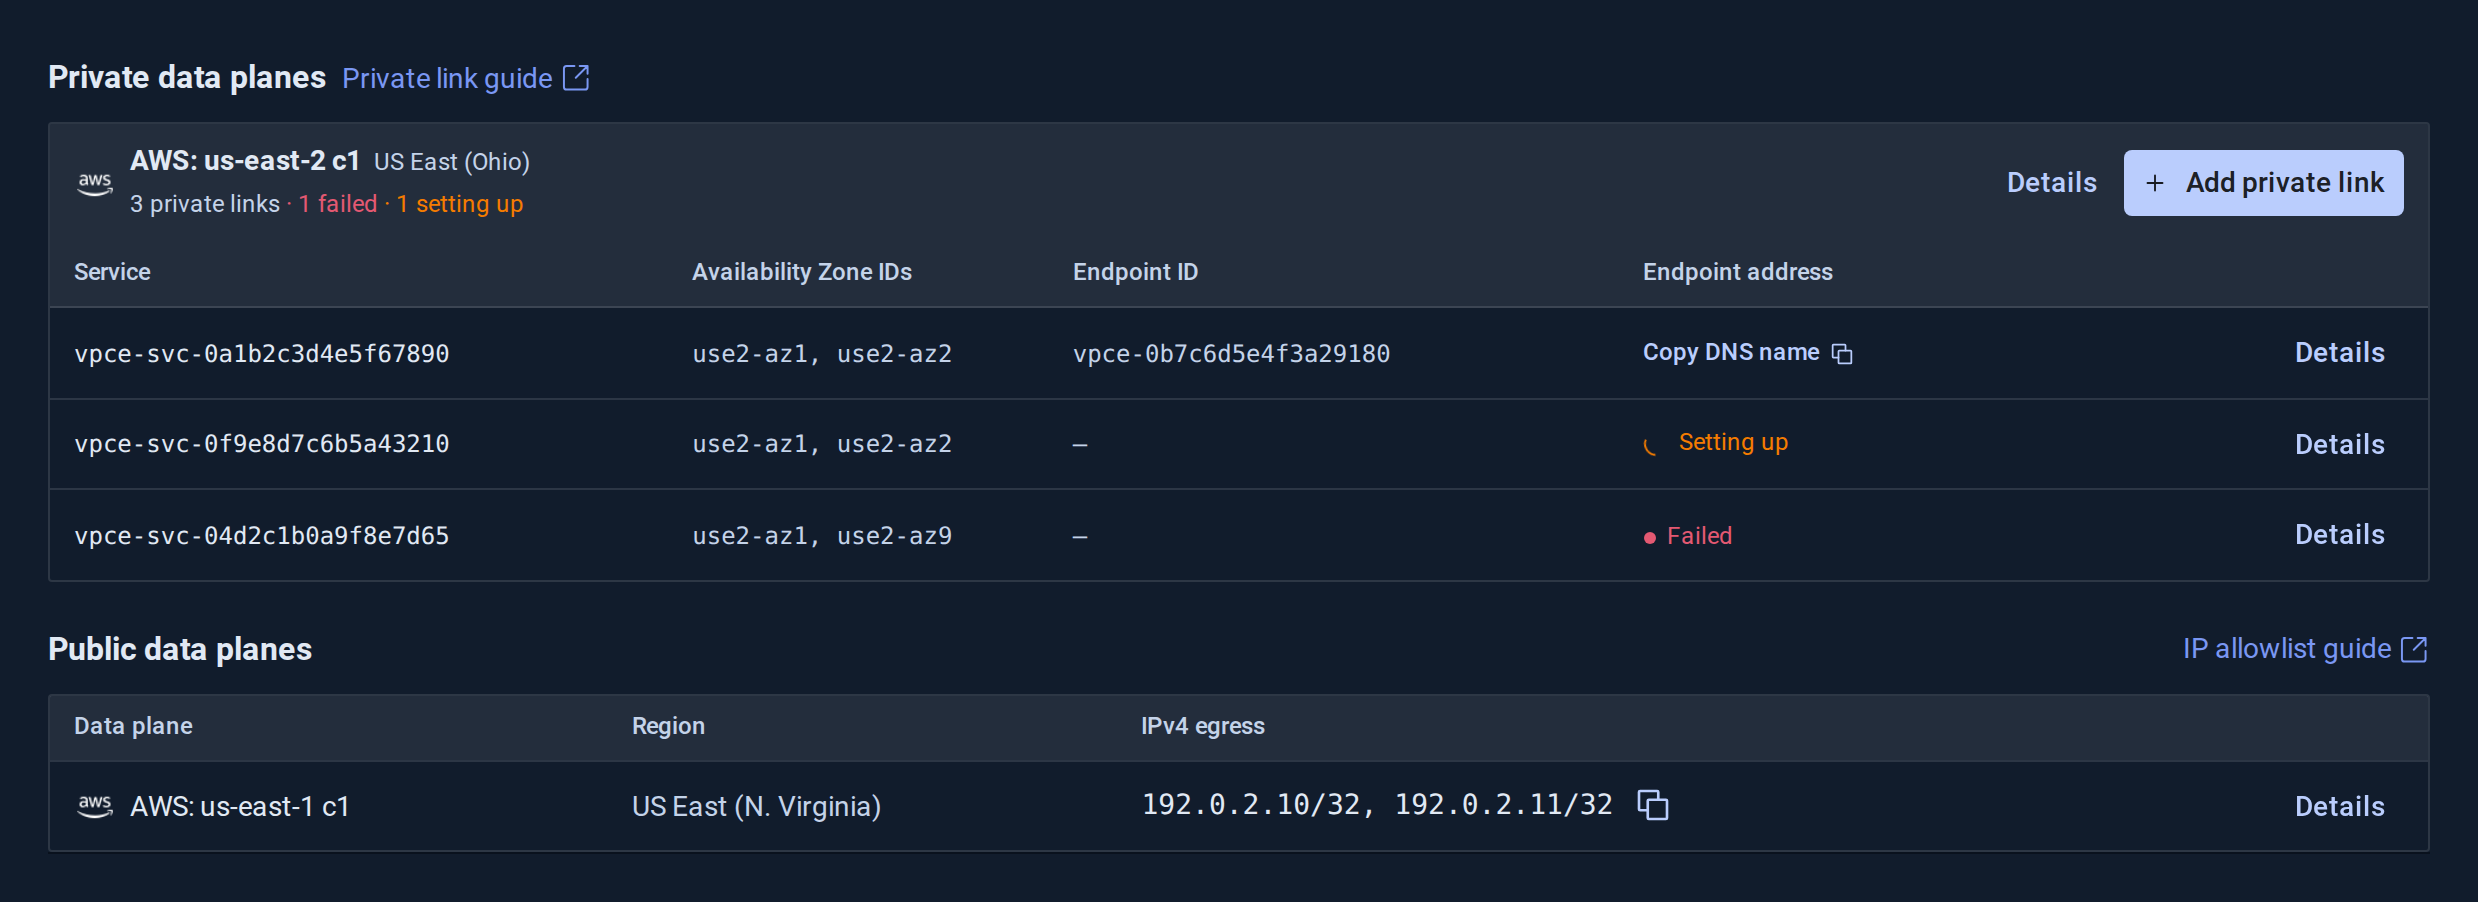 Private data planes Private link guide
aws AWS: us-east-2 c1 US East (Ohio)
3 private links · 1 failed · 1 setting up
Details + Add private link
Service Availability Zone IDs Endpoint ID Endpoint address
vpce-svc-0a1b2c3d4e5f67890 use2-az1, use2-az2 vpce-0b7c6d5e4f3a29180 Copy DNS name Details
vpce-svc-0f9e8d7c6b5a43210 use2-az1, use2-az2 – Setting up Details
vpce-svc-04d2c1b0a9f8e7d65 use2-az1, use2-az9 – Failed Details
Public data planes IP allowlist guide
Data plane Region IPv4 egress
aws AWS: us-east-1 c1 US East (N. Virginia) 192.0.2.10/32, 192.0.2.11/32 Details